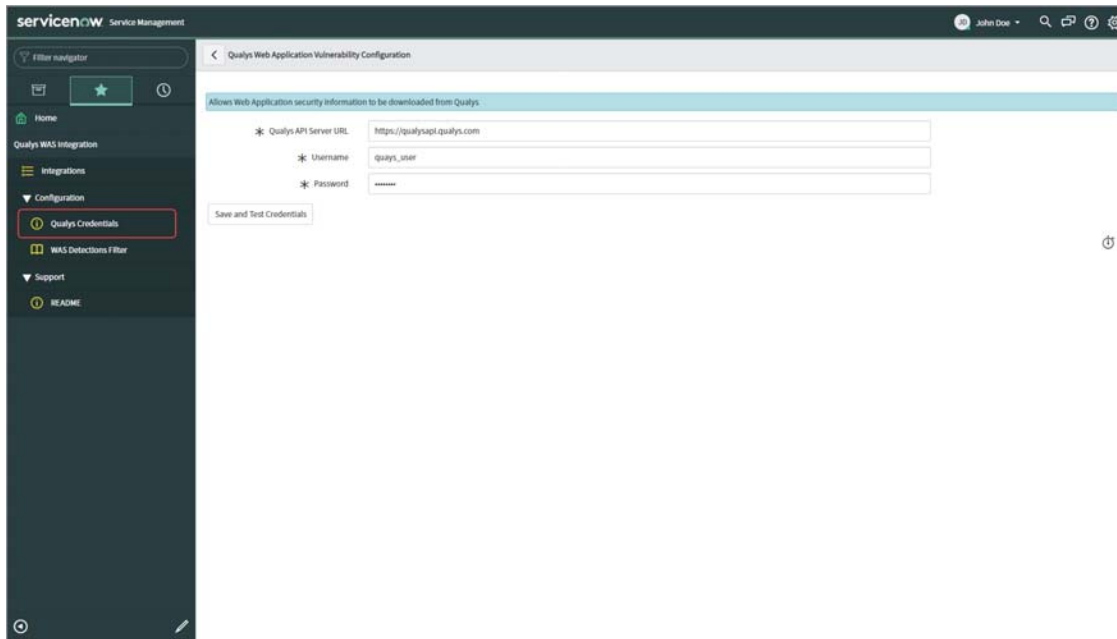 servicenow Service Management
JD John Doe
Filter navigator
Home
Qualys WAS Integration
Integrations
Configuration
Qualys Credentials
WAS Detections Filter
Support
README
Qualys Web Application Vulnerability Configuration
Allows Web Application security information to be downloaded from Qualys
Qualys API Server URL https://qualysapi.qualys.com
Username quays_user
Password ••••••••
Save and Test Credentials